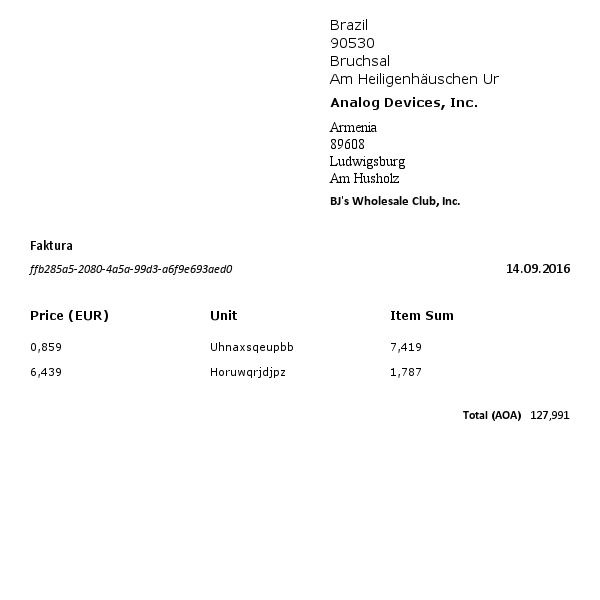 Brazil
90530
Bruchsal
Am Heiligenhäuschen Ur
Analog Devices, Inc.
Armenia
89608
Ludwigsburg
Am Husholz
BJ's Wholesale Club, Inc.
Faktura
ffb285a5-2080-4a5a-99d3-a6f9e693aed0 14.09.2016
Price (EUR) Unit Item Sum
0,859 Uhnaxsqeupbb 7,419
6,439 Horuwqrjdjpz 1,787
Total (AOA) 127,991